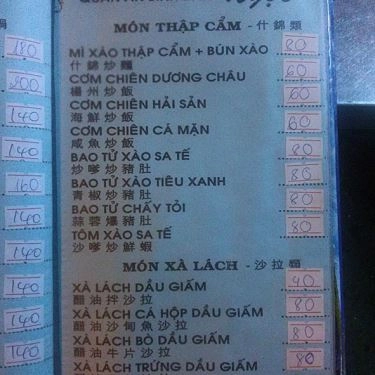 180
200
140
140
160
140
140
140
140
140
MÓN THẬP CẨM - 什錦類
MÌ XÀO THẬP CẨM + BÚN XÀO 80
什錦炒麵
CƠM CHIÊN DƯƠNG CHÂU 60
楊州炒飯
CƠM CHIÊN HẢI SẢN 60
海鮮炒飯
CƠM CHIÊN CÁ MẶN 60
咸魚炒飯
BAO TỬ XÀO SA TẾ 80
炒嗲炒豬肚
BAO TỬ XÀO TIÊU XANH 80
青椒炒豬肚
BAO TỬ CHÁY TỎI 80
蒜蓉爆豬肚
TÔM XÀO SA TẾ 80
沙嗲炒鮮蝦
MÓN XÀ LÁCH - 沙拉類
XÀ LÁCH DẦU GIẤM 40
醋油拌沙拉
XÀ LÁCH CÁ HỘP DẦU GIẤM 80
醋油沙甸魚沙拉
XÀ LÁCH BÒ DẦU GIẤM 80
醋油牛片沙拉
XÀ LÁCH TRỨNG DẦU GIẤM 80